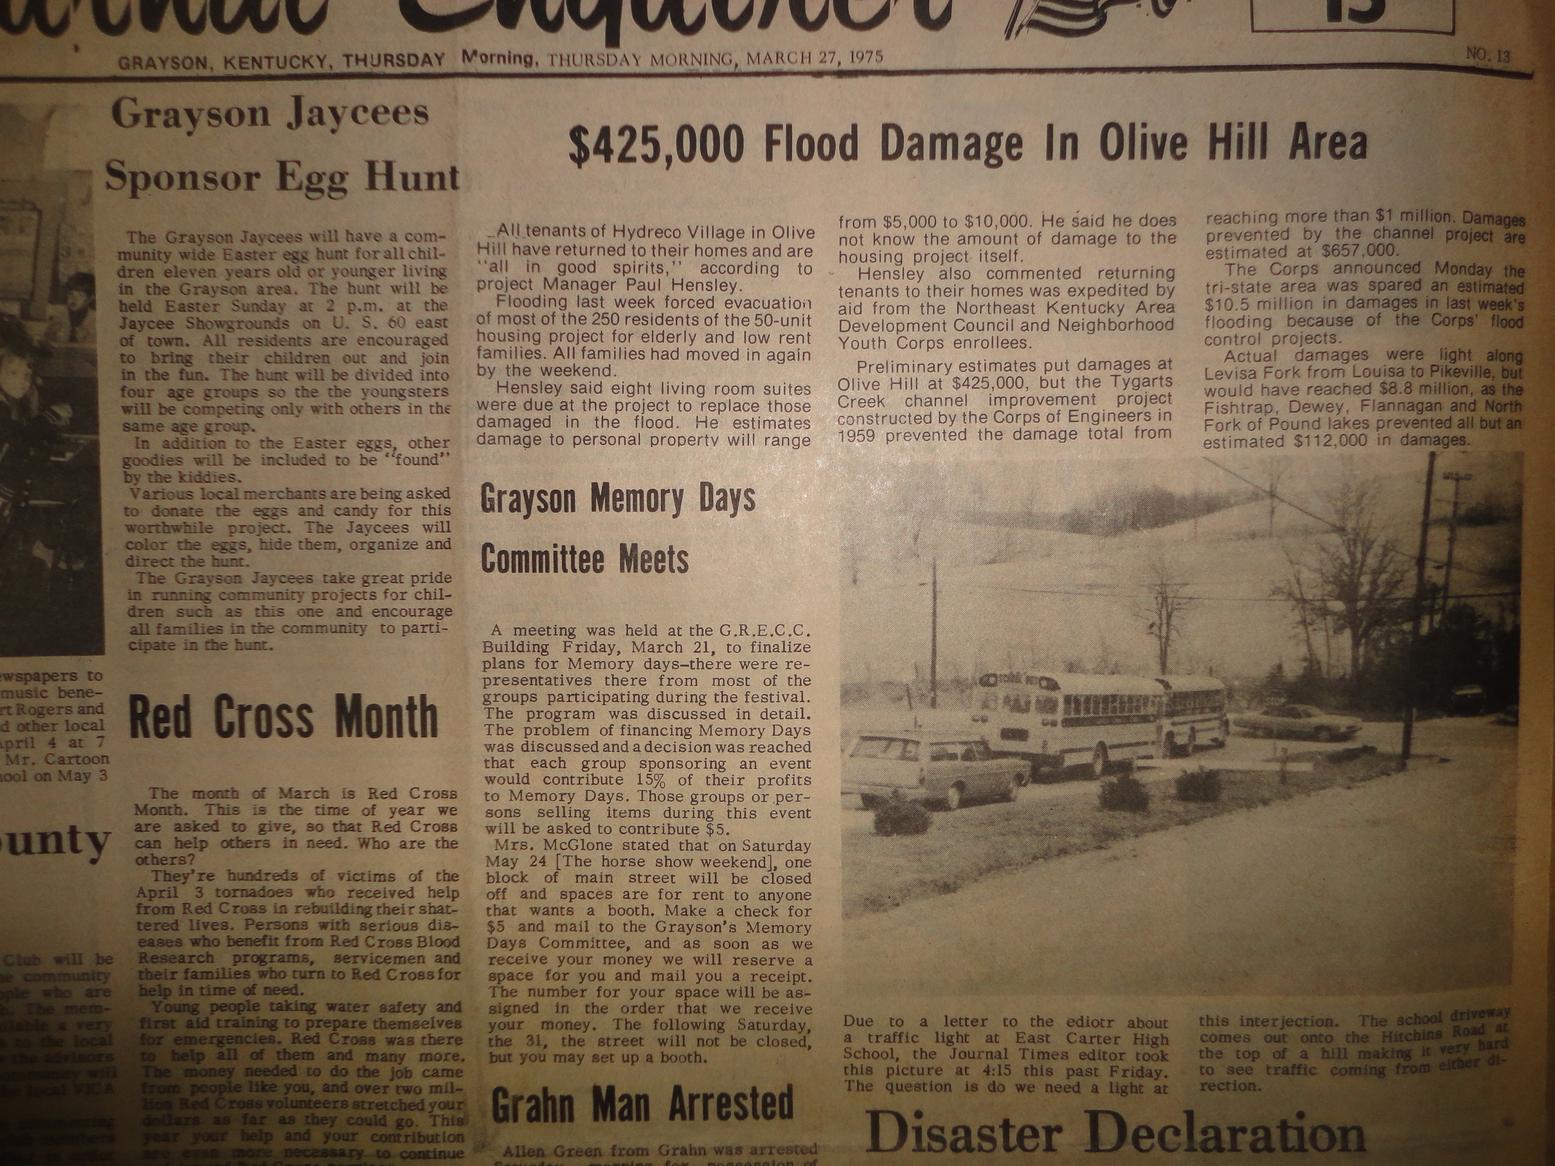 Enquirer
15
GRAYSON, KENTUCKY, THURSDAY Morning, THURSDAY MORNING, MARCH 27, 1975
NO. 13
Grayson Jaycees
Sponsor Egg Hunt
The Grayson Jaycees will have a com-
munity wide Easter egg hunt for all chil-
dren eleven years old or younger living
in the Grayson area. The hunt will be
held Easter Sunday at 2 p.m. at the
Jaycee Showgrounds on U. S. 60 east
of town. All residents are encouraged
to bring their children out and join
in the fun. The hunt will be divided into
four age groups so the the youngsters
will be competing only with others in the
same age group.
In addition to the Easter eggs, other
goodies will be included to be "found"
by the kiddies.
Various local merchants are being asked
to donate the eggs and candy for this
worthwhile project. The Jaycees will
color the eggs, hide them, organize and
direct the hunt.
The Grayson Jaycees take great pride
in running community projects for chil-
dren such as this one and encourage
all families in the community to parti-
cipate in the hunt.
Red Cross Month
The month of March is Red Cross
Month. This is the time of year we
are asked to give, so that Red Cross
can help others in need. Who are the
others?
They're hundreds of victims of the
April 3 tornadoes who received help
from Red Cross in rebuilding their shat-
tered lives. Persons with serious dis-
eases who benefit from Red Cross Blood
Research programs, servicemen and
their families who turn to Red Cross for
help in time of need.
Young people taking water safety and
first aid training to prepare themselves
for emergencies. Red Cross was there
to help all of them and many more.
The money needed to do the job came
from people like you, and over two mil-
lion Red Cross volunteers stretched your
dollars as far as they could go. This
year your help and your contribution
are even more necessary to continue
$425,000 Flood Damage In Olive Hill Area
All tenants of Hydreco Village in Olive
Hill have returned to their homes and are
"all in good spirits," according to
project Manager Paul Hensley.
Flooding last week forced evacuation
of most of the 250 residents of the 50-unit
housing project for elderly and low rent
families. All families had moved in again
by the weekend.
Hensley said eight living room suites
were due at the project to replace those
damaged in the flood. He estimates
damage to personal property will range
from $5,000 to $10,000. He said he does
not know the amount of damage to the
housing project itself.
Hensley also commented returning
tenants to their homes was expedited by
aid from the Northeast Kentucky Area
Development Council and Neighborhood
Youth Corps enrollees.
Preliminary estimates put damages at
Olive Hill at $425,000, but the Tygarts
Creek channel improvement project
constructed by the Corps of Engineers in
1959 prevented the damage total from
reaching more than $1 million. Damages
prevented by the channel project are
estimated at $657,000.
The Corps announced Monday the
tri-state area was spared an estimated
$10.5 million in damages in last week's
flooding because of the Corps' flood
control projects.
Actual damages were light along
Levisa Fork from Louisa to Pikeville, but
would have reached $8.8 million, as the
Fishtrap, Dewey, Flannagan and North
Fork of Pound lakes prevented all but an
estimated $112,000 in damages.
Grayson Memory Days
Committee Meets
A meeting was held at the G.R.E.C.C.
Building Friday, March 21, to finalize
plans for Memory days-there were re-
presentatives there from most of the
groups participating during the festival.
The program was discussed in detail.
The problem of financing Memory Days
was discussed and a decision was reached
that each group sponsoring an event
would contribute 15% of their profits
to Memory Days. Those groups or per-
sons selling items during this event
will be asked to contribute $5.
Mrs. McGlone stated that on Saturday
May 24 [The horse show weekend], one
block of main street will be closed
off and spaces are for rent to anyone
that wants a booth. Make a check for
$5 and mail to the Grayson's Memory
Days Committee, and as soon as we
receive your money we will reserve a
space for you and mail you a receipt.
The number for your space will be as-
signed in the order that we receive
your money. The following Saturday,
the 31, the street will not be closed,
but you may set up a booth.
Grahn Man Arrested
Allen Green from Grahn was arrested
Due to a letter to the ediotr about
a traffic light at East Carter High
School, the Journal Times editor took
this picture at 4:15 this past Friday.
The question is do we need a light at
this interjection. The school driveway
comes out onto the Hitchins Road at
the top of a hill making it very hard
to see traffic coming from either di-
rection.
Disaster Declaration
ewspapers to
music bene-
rt Rogers and
d other local
April 4 at 7
Mr. Cartoon
ool on May 3
ounty
Club will be
community
ople who are